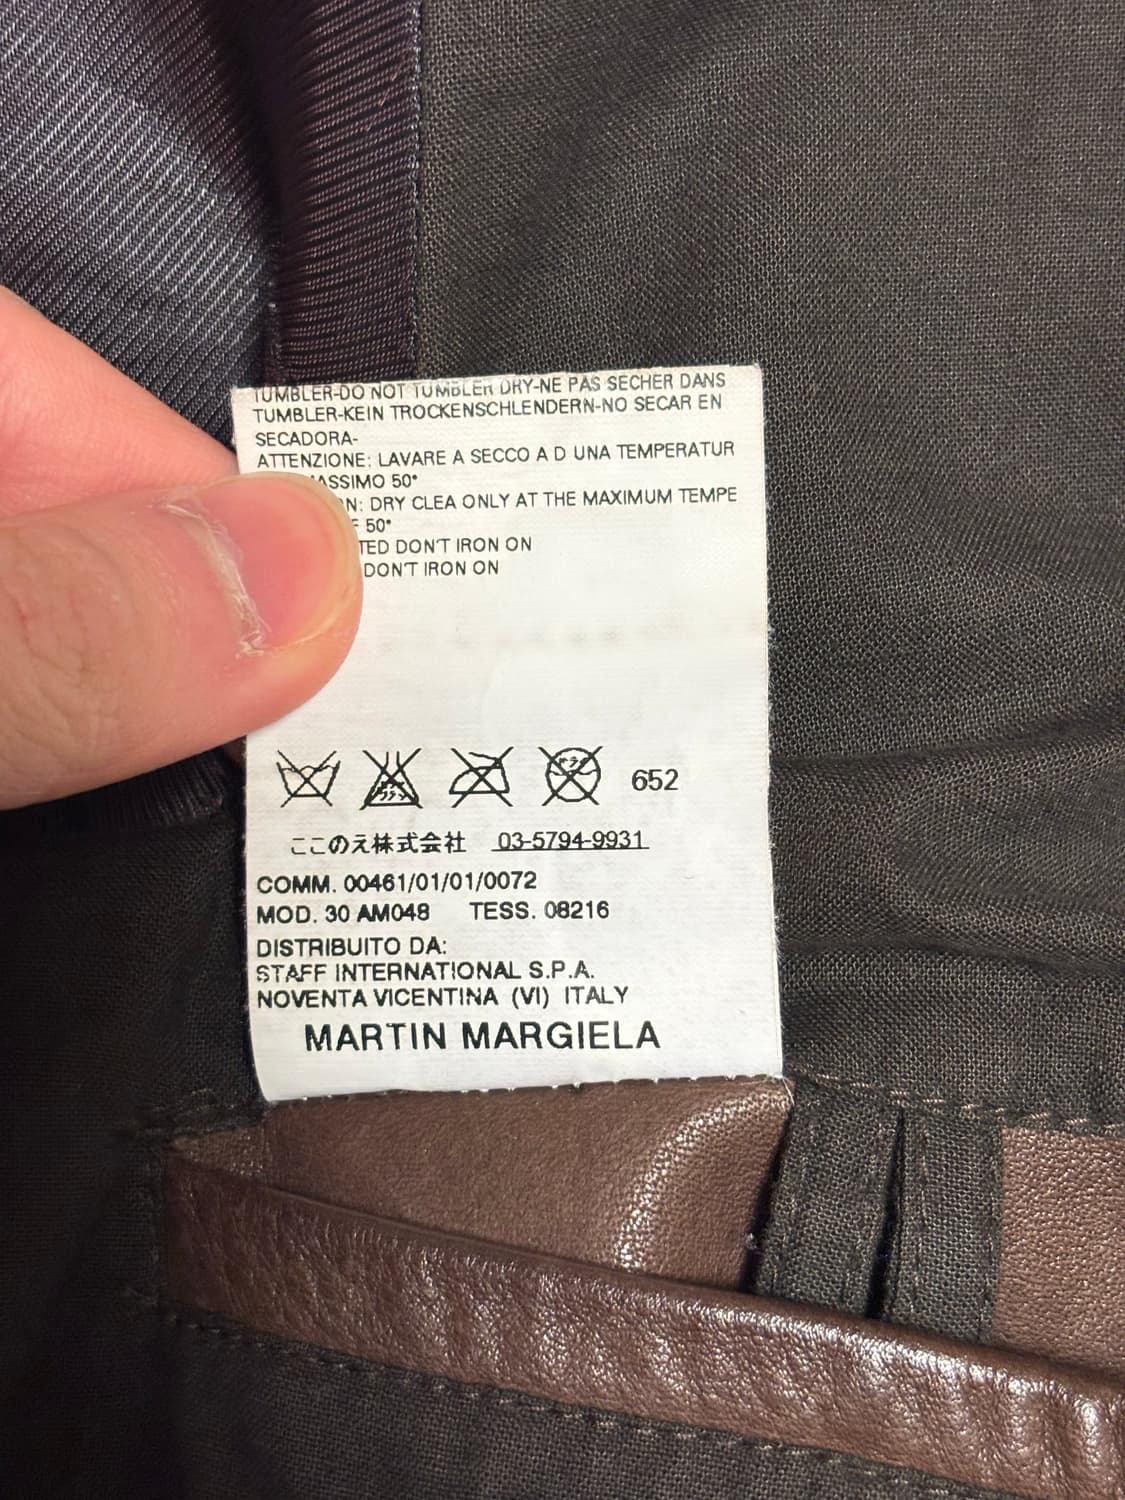 TUMBLER-DO NOT TUMBLER DRY-NE PAS SECHER DANS
TUMBLER-KEIN TROCKENSCHLENDERN-NO SECAR EN
SECADORA-
ATTENZIONE: LAVARE A SECCO A D UNA TEMPERATUR
ASSIMO 50°
N: DRY CLEA ONLY AT THE MAXIMUM TEMPE
F 50°
TED DON'T IRON ON
DON'T IRON ON
652
ここのえ株式会社 03-5794-9931
COMM. 00461/01/01/0072
MOD. 30 AM048 TESS. 08216
DISTRIBUITO DA:
STAFF INTERNATIONAL S.P.A.
NOVENTA VICENTINA (VI) ITALY
MARTIN MARGIELA